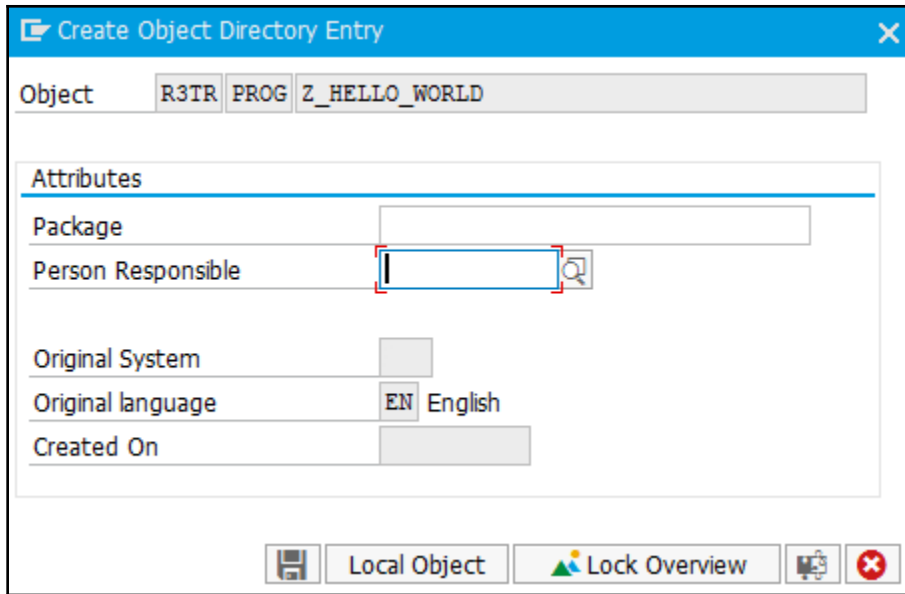 Create Object Directory Entry
Object R3TR PROG Z_HELLO_WORLD
Attributes
Package
Person Responsible
Original System
Original language EN English
Created On
Local Object Lock Overview